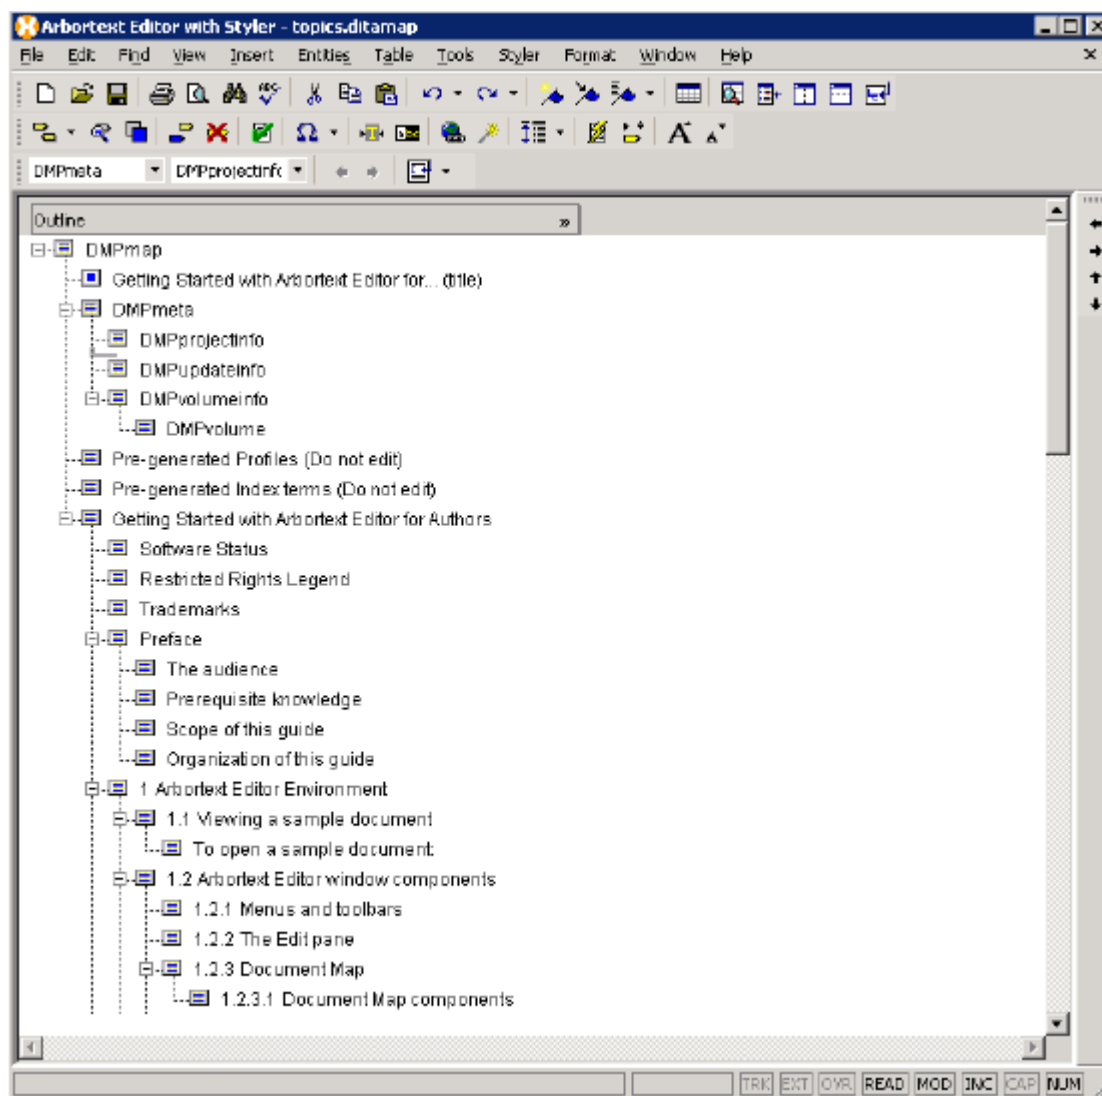 Arbortext Editor with Styler - topics.ditamap
File Edit Find View Insert Entities Table Tools Styler Format Window Help
DMPmeta DMPprojectinfc
Outline »
DMPmap
Getting Started with Arbortext Editor for... (title)
DMPmeta
DMPprojectinfo
DMPupdateinfo
DMPvolumeinfo
DMPvolume
Pre-generated Profiles (Do not edit)
Pre-generated Index terms (Do not edit)
Getting Started with Arbortext Editor for Authors
Software Status
Restricted Rights Legend
Trademarks
Preface
The audience
Prerequisite knowledge
Scope of this guide
Organization of this guide
1 Arbortext Editor Environment
1.1 Viewing a sample document
To open a sample document:
1.2 Arbortext Editor window components
1.2.1 Menus and toolbars
1.2.2 The Edit pane
1.2.3 Document Map
1.2.3.1 Document Map components
TRK EXT OVR READ MOD INC CAP NUM